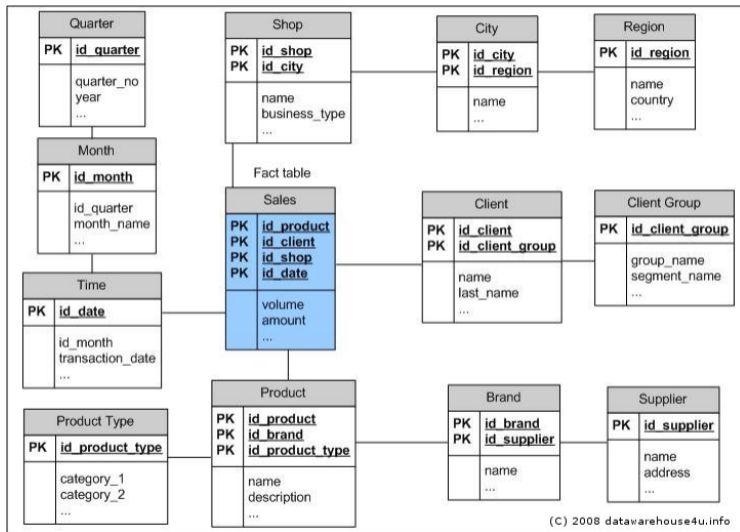 Quarter
PK id_quarter
quarter_no
year
...
Shop
PK id_shop
PK id_city
name
business_type
...
City
PK id_city
PK id_region
name
...
Region
PK id_region
name
country
...
Month
PK id_month
id_quarter
month_name
...
Fact table
Sales
PK id_product
PK id_client
PK id_shop
PK id_date
volume
amount
...
Client
PK id_client
PK id_client_group
name
last_name
...
Client Group
PK id_client_group
group_name
segment_name
...
Time
PK id_date
id_month
transaction_date
...
Product Type
PK id_product_type
category_1
category_2
...
Product
PK id_product
PK id_brand
PK id_product_type
name
description
...
Brand
PK id_brand
PK id_supplier
name
...
Supplier
PK id_supplier
name
address
...
(C) 2008 datawarehouse4u.info